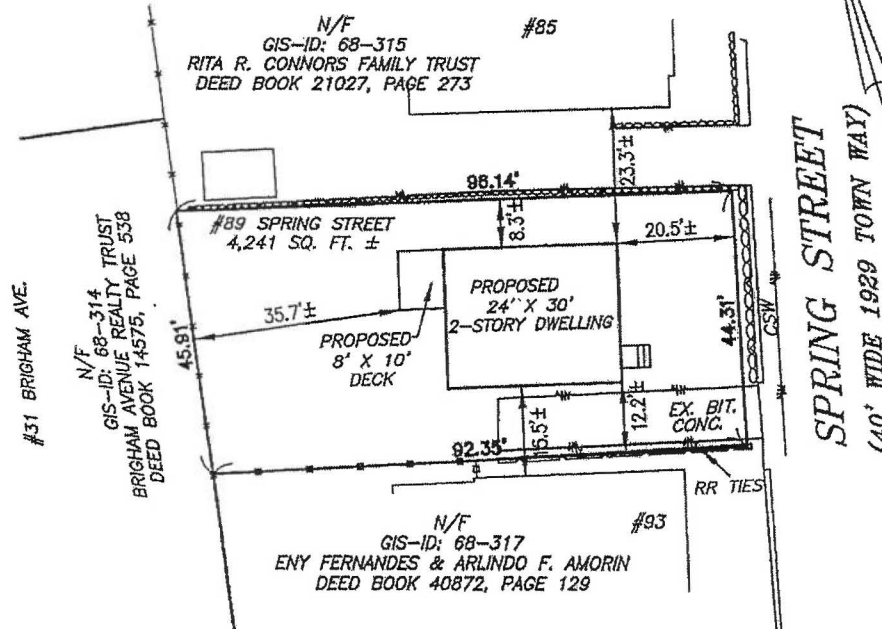 N/F
GIS-ID: 68-315
RITA R. CONNORS FAMILY TRUST
DEED BOOK 21027, PAGE 273
#85
SPRING STREET
(40' WIDE 1929 TOWN WAY)
23.3'±
96.14'
#89 SPRING STREET
4,241 SQ. FT. ±
8.3'±
20.5'±
PROPOSED
24' X 30'
2-STORY DWELLING
35.7'±
PROPOSED
8' X 10'
DECK
44.31'
CSW
45.91'
#31 BRIGHAM AVE.
N/F
GIS-ID: 68-314
BRIGHAM AVENUE REALTY TRUST
DEED BOOK 14575, PAGE 538
15.5'±
12.2'±
EX. BIT.
CONC.
92.35'
RR TIES
N/F
GIS-ID: 68-317
ENY FERNANDES & ARLINDO F. AMORIN
DEED BOOK 40872, PAGE 129
#93